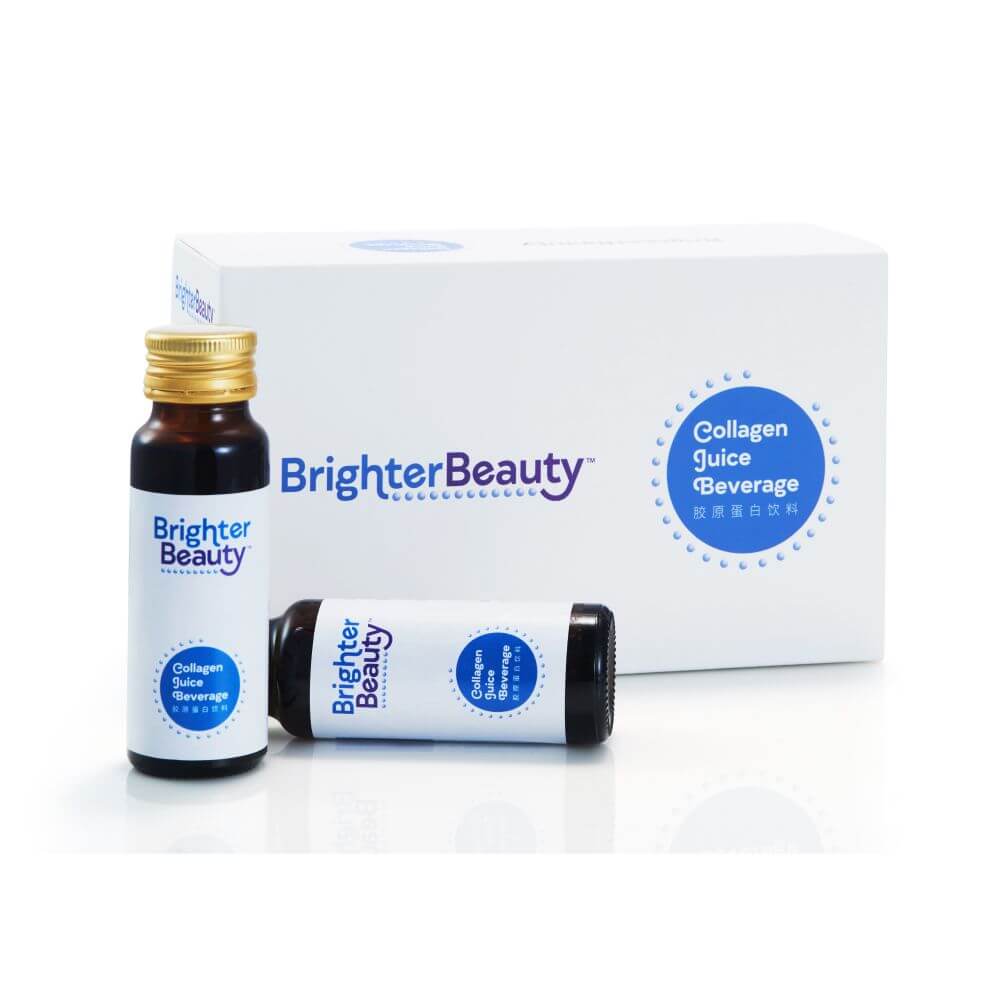 BrighterBeauty
BrighterBeauty™
Collagen
Juice
Beverage
胶原蛋白饮料
Brighter
Beauty™
Collagen
Juice
Beverage
胶原蛋白饮料
Brighter
Beauty™
Collagen
Juice
Beverage
胶原蛋白饮料